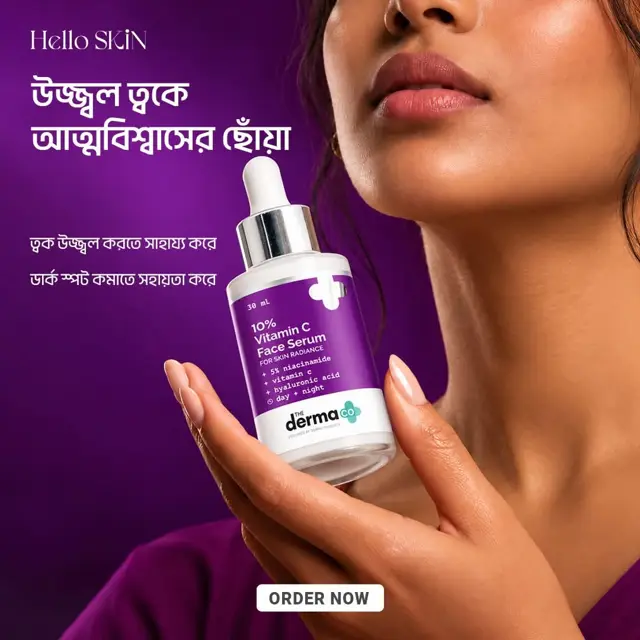 Hello SKiN
উজ্জ্বল ত্বকে
আত্মবিশ্বাসের ছোঁয়া
ত্বক উজ্জ্বল করতে সাহায্য করে
ডার্ক স্পট কমাতে সহায়তা করে
30 ml
10%
Vitamin C
Face Serum
FOR SKIN RADIANCE
+ 5% niacinamide
+ vitamin c
+ hyaluronic acid
day + night
THE
derma co
ORDER NOW